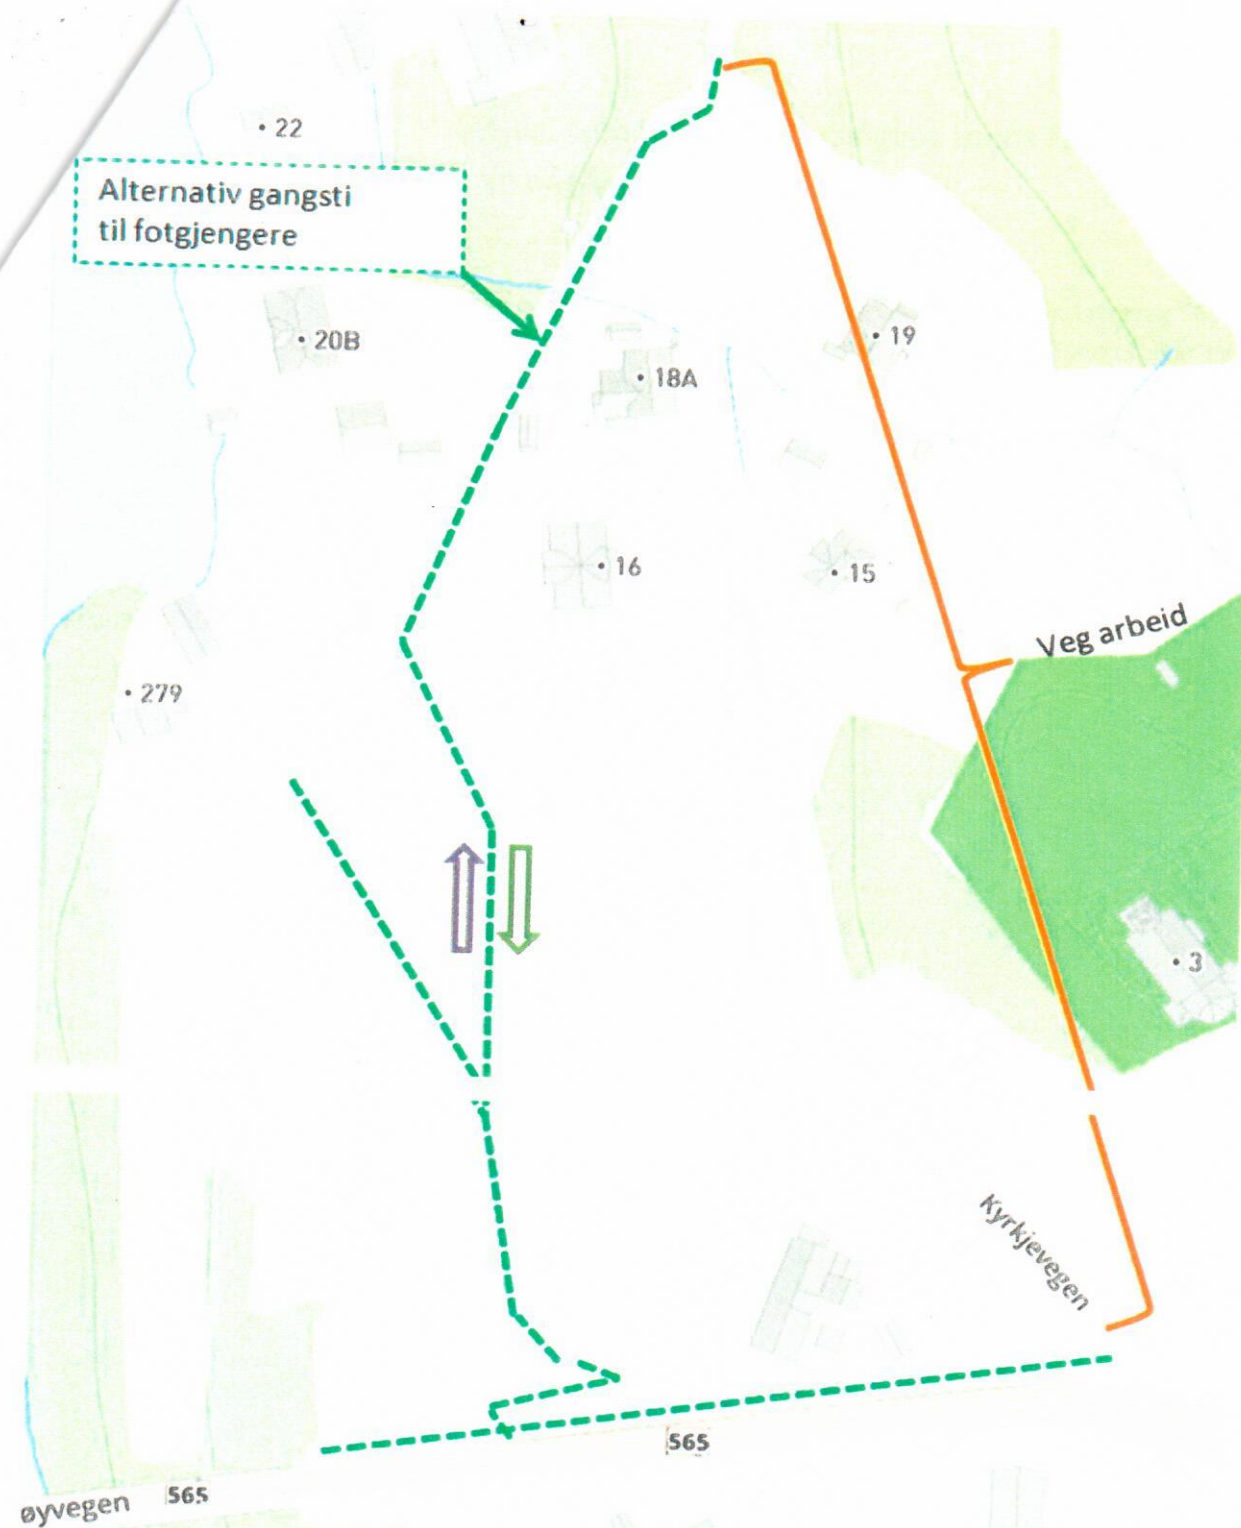 22
Alternativ gangsti
til fotgjengere
20B
19
18A
16
15
Veg arbeid
279
3
Kyrkjevegen
565
565
øyvegen